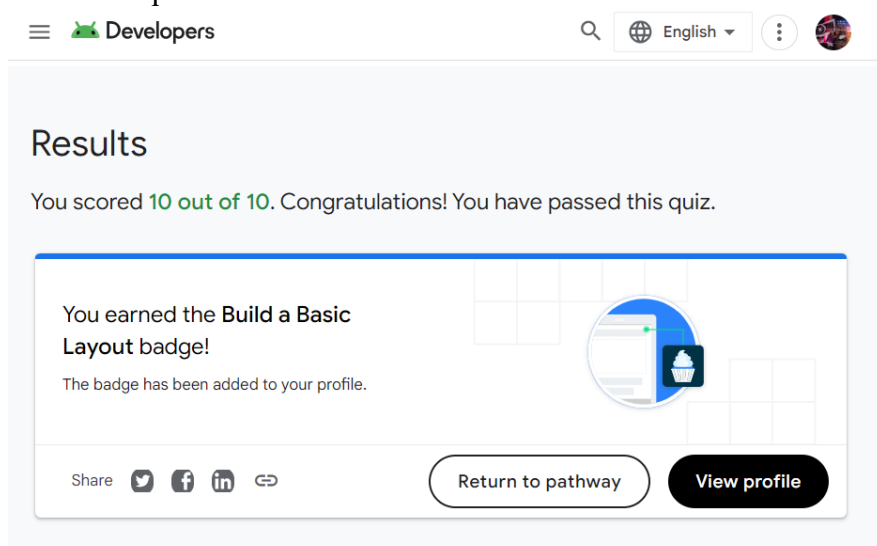 Developers
English
Results
You scored 10 out of 10. Congratulations! You have passed this quiz.
You earned the Build a Basic
Layout badge!
The badge has been added to your profile.
Share
Return to pathway
View profile